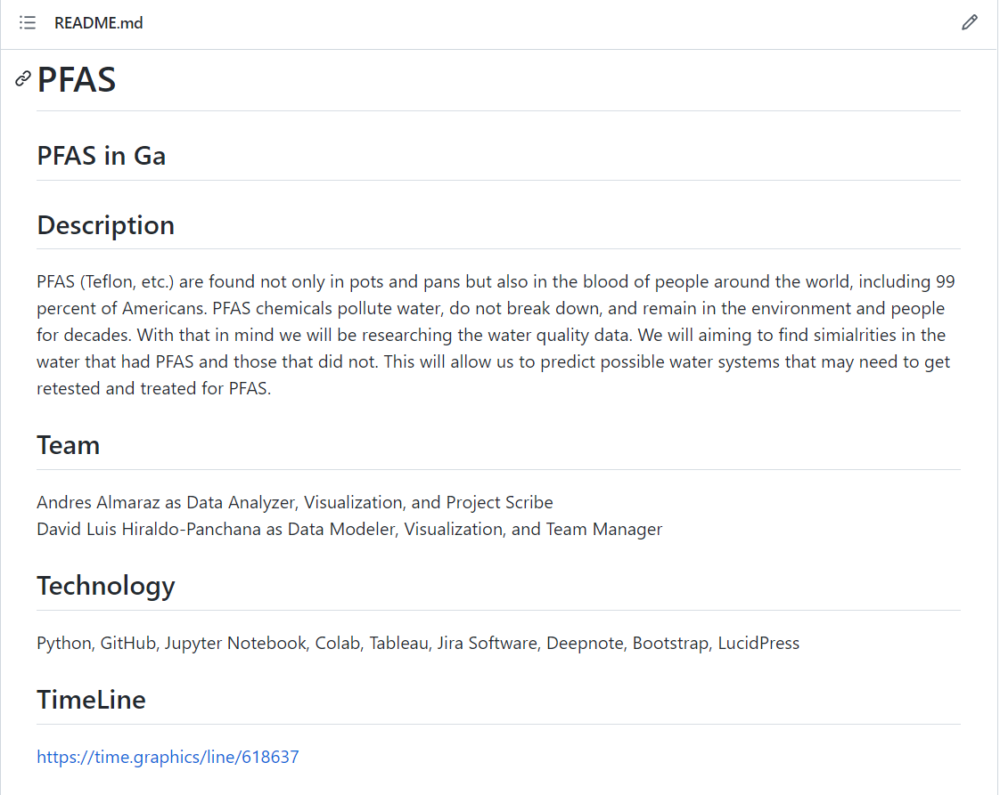 README.md
PFAS
PFAS in Ga
Description
PFAS (Teflon, etc.) are found not only in pots and pans but also in the blood of people around the world, including 99
percent of Americans. PFAS chemicals pollute water, do not break down, and remain in the environment and people
for decades. With that in mind we will be researching the water quality data. We will aiming to find simialrities in the
water that had PFAS and those that did not. This will allow us to predict possible water systems that may need to get
retested and treated for PFAS.
Team
Andres Almaraz as Data Analyzer, Visualization, and Project Scribe
David Luis Hiraldo-Panchana as Data Modeler, Visualization, and Team Manager
Technology
Python, GitHub, Jupyter Notebook, Colab, Tableau, Jira Software, Deepnote, Bootstrap, LucidPress
TimeLine
https://time.graphics/line/618637